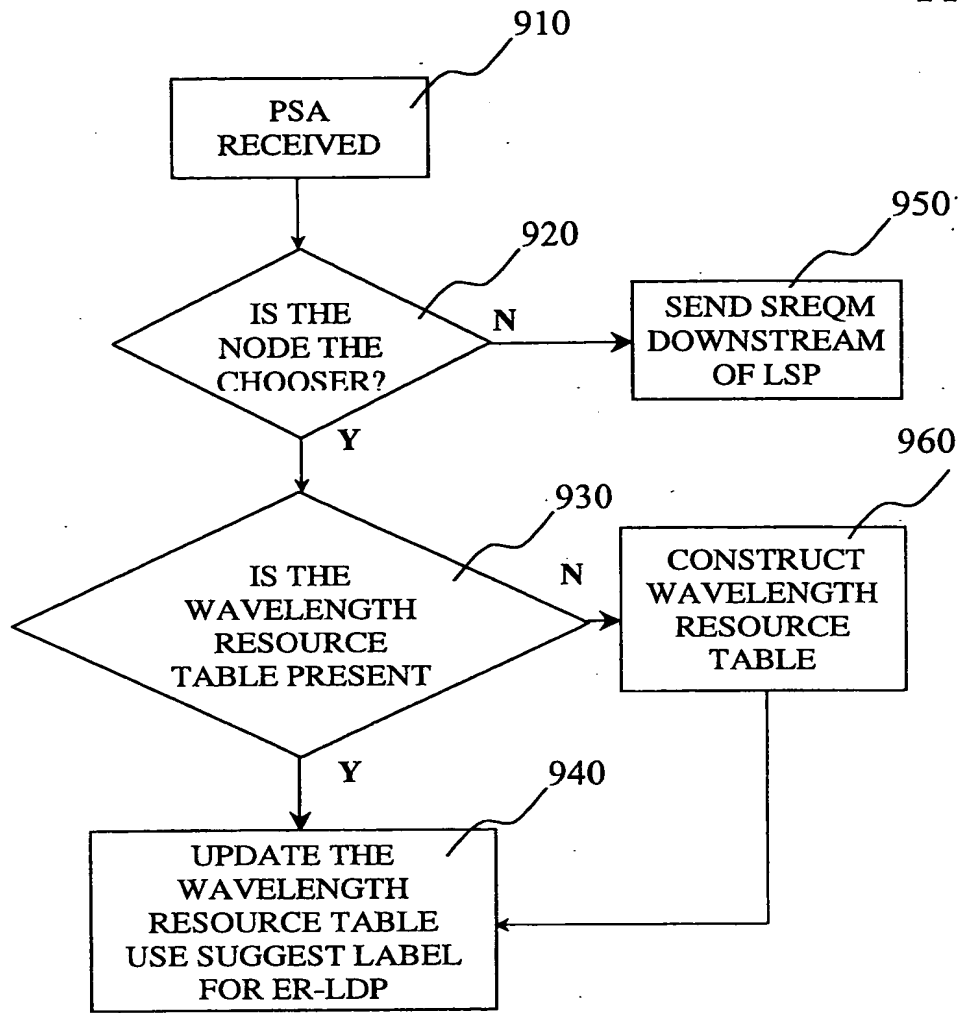 910
PSA
RECEIVED
920
IS THE
NODE THE
CHOOSER?
N
950
SEND SREQM
DOWNSTREAM
OF LSP
Y
930
IS THE
WAVELENGTH
RESOURCE
TABLE PRESENT
N
960
CONSTRUCT
WAVELENGTH
RESOURCE
TABLE
Y
940
UPDATE THE
WAVELENGTH
RESOURCE TABLE
USE SUGGEST LABEL
FOR ER-LDP